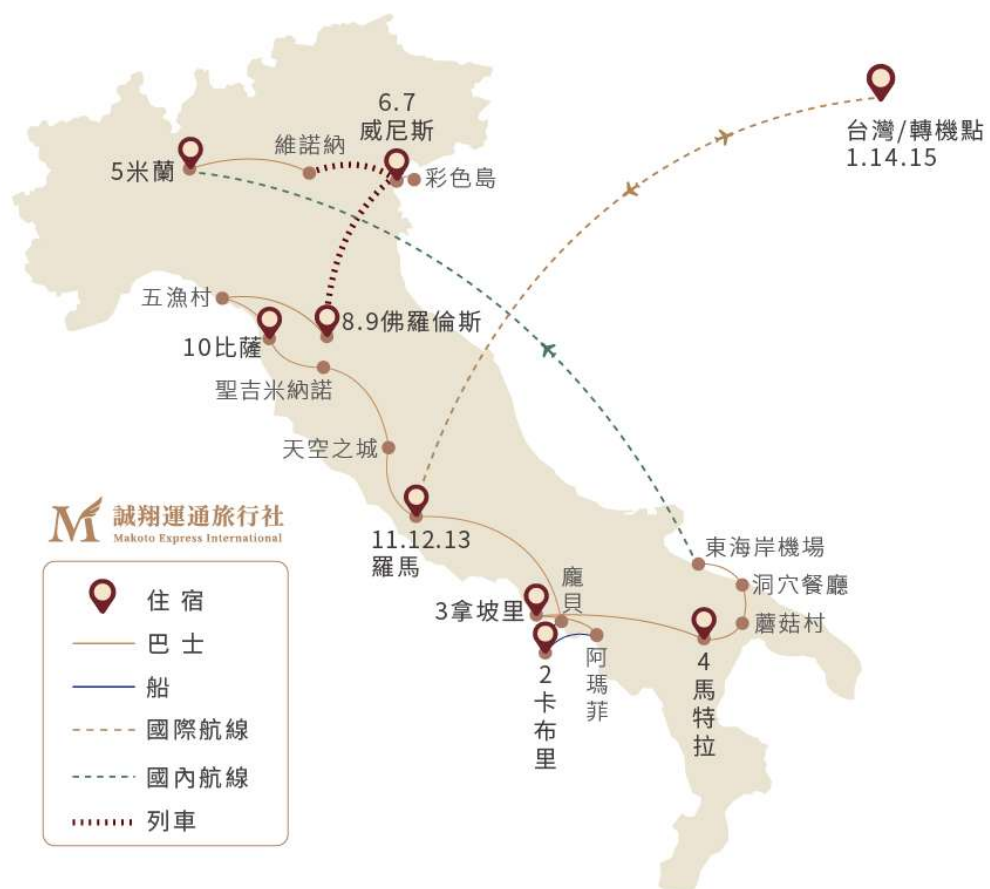 6.7
威尼斯
維諾納
5米蘭
彩色島
台灣/轉機點
1.14.15
五漁村
8.9佛羅倫斯
10比薩
聖吉米納諾
天空之城
11.12.13
羅馬
東海岸機場
洞穴餐廳
蘑菇村
龐貝
3拿坡里
2卡布里
阿瑪菲
4馬特拉
M 誠翔運通旅行社
Makoto Express International
住宿
巴士
船
國際航線
國內航線
列車